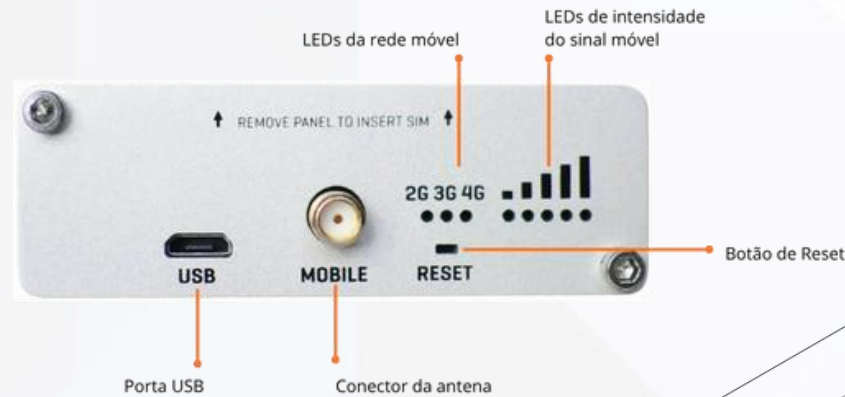 LEDs de intensidade
do sinal móvel
LEDs da rede móvel
REMOVE PANEL TO INSERT SIM
2G 3G 4G
USB
MOBILE
RESET
Botão de Reset
Porta USB
Conector da antena